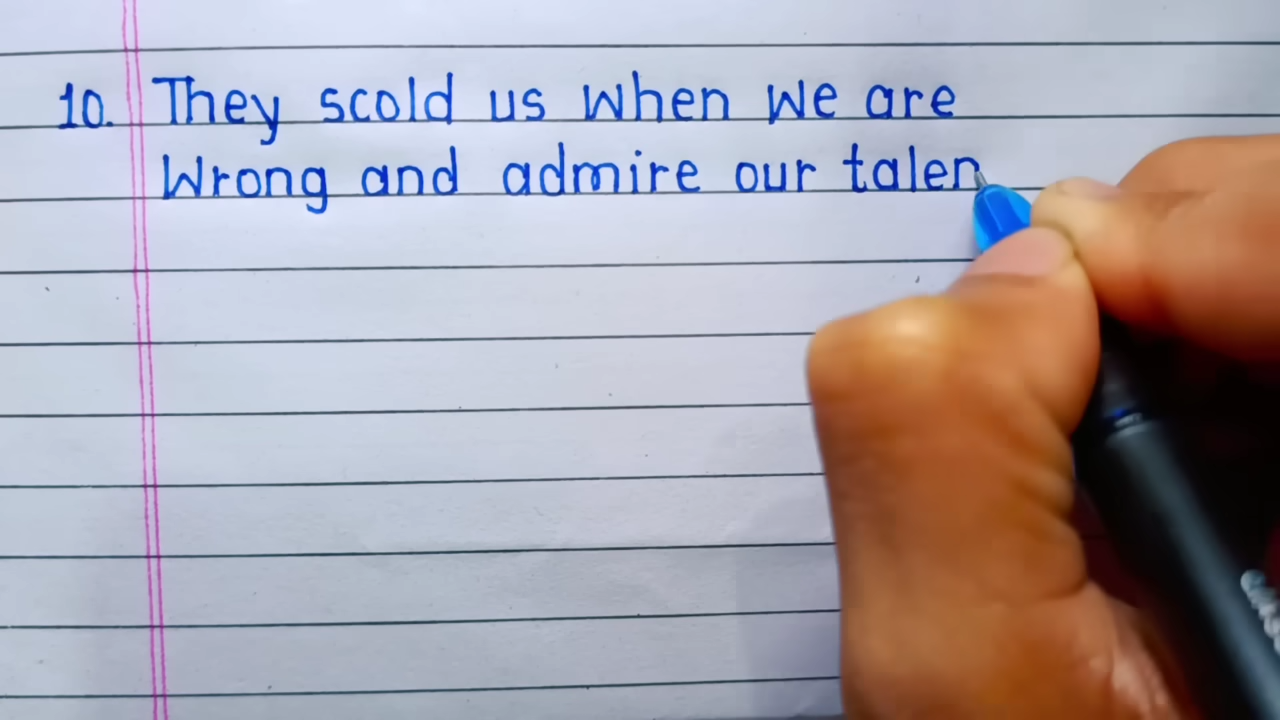 10. They scold us when we are
Wrong and admire our talen